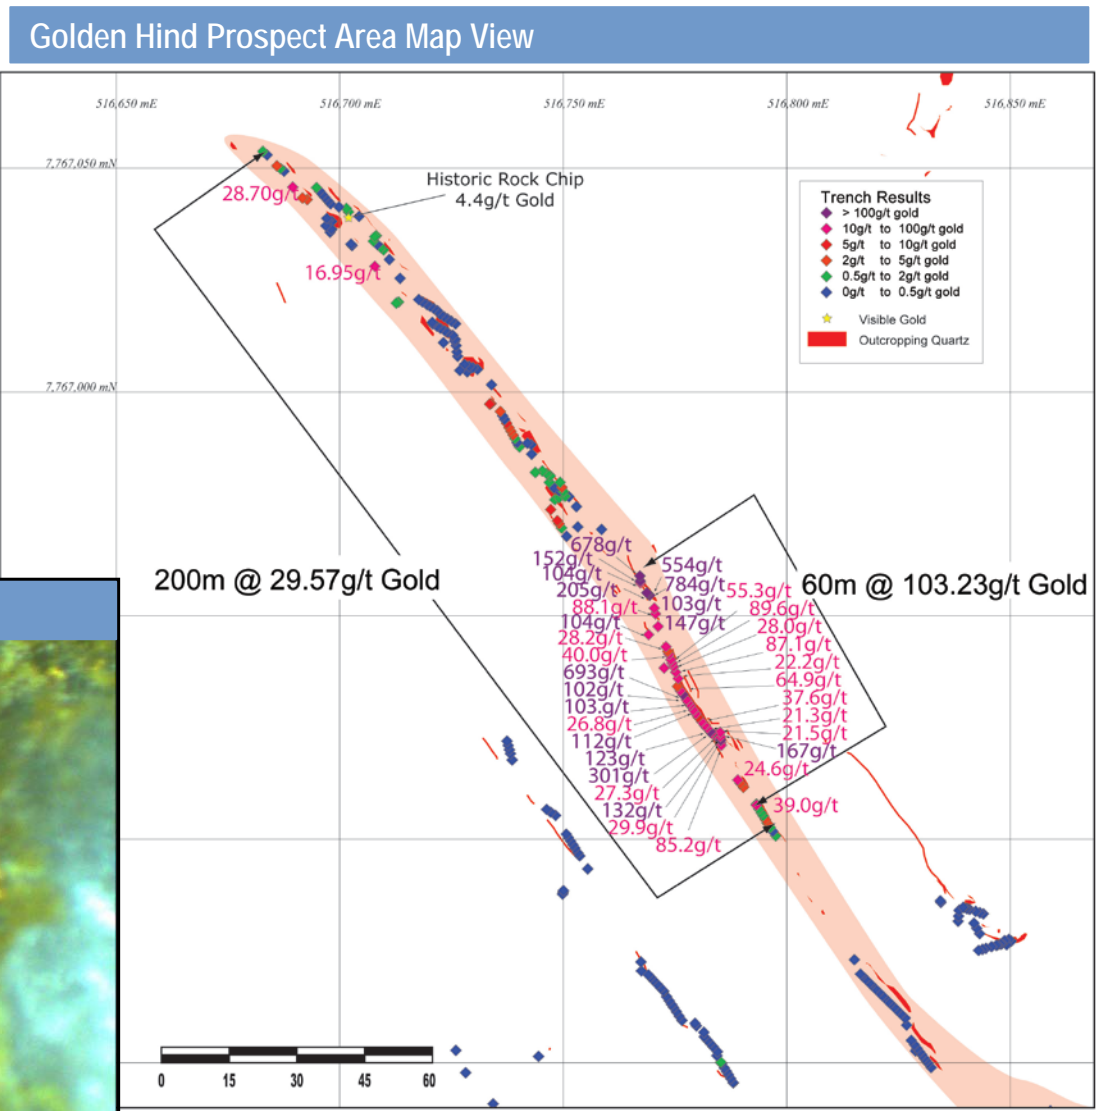 Golden Hind Prospect Area Map View
516,650 mE
516,700 mE
516,750 mE
516,800 mE
516,850 mE
7,767,050 mN
28.70g/t
Historic Rock Chip
4.4g/t Gold
16.95g/t
Trench Results
> 100g/t gold
10g/t to 100g/t gold
5g/t to 10g/t gold
2g/t to 5g/t gold
0.5g/t to 2g/t gold
0g/t to 0.5g/t gold
Visible Gold
Outcropping Quartz
7,767,000 mN
200m @ 29.57g/t Gold
60m @ 103.23g/t Gold
678g/t
152g/t
104g/t
205g/t
88.1g/t
104g/t
28.2g/t
40.0g/t
693g/t
102g/t
103.g/t
26.8g/t
112g/t
123g/t
301g/t
27.3g/t
132g/t
29.9g/t
85.2g/t
554g/t
784g/t
103g/t
147g/t
55.3g/t
89.6g/t
28.0g/t
87.1g/t
22.2g/t
64.9g/t
37.6g/t
21.3g/t
21.5g/t
167g/t
24.6g/t
39.0g/t
0 15 30 45 60